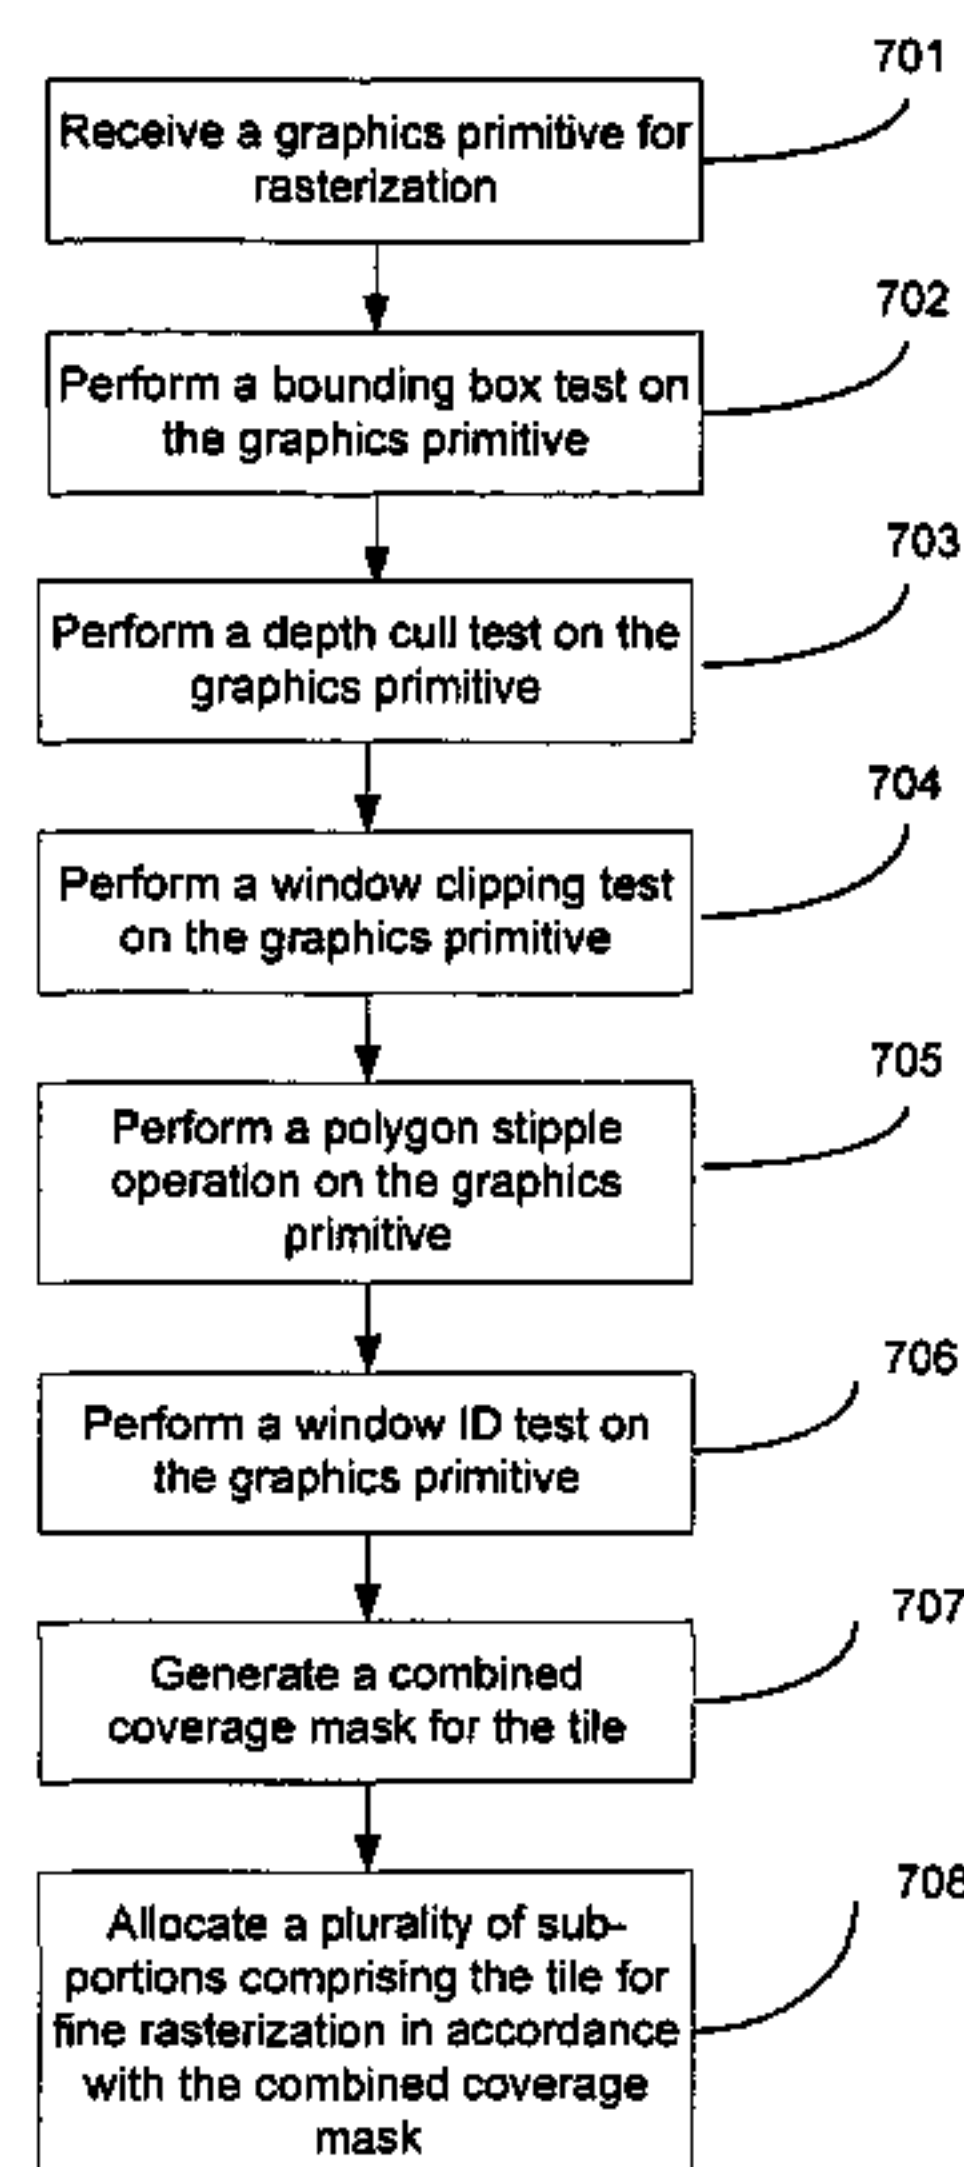 701
Receive a graphics primitive for
rasterization
702
Perform a bounding box test on
the graphics primitive
703
Perform a depth cull test on the
graphics primitive
704
Perform a window clipping test
on the graphics primitive
705
Perform a polygon stipple
operation on the graphics
primitive
706
Perform a window ID test on
the graphics primitive
707
Generate a combined
coverage mask for the tile
708
Allocate a plurality of sub-
portions comprising the tile for
fine rasterization in accordance
with the combined coverage
mask